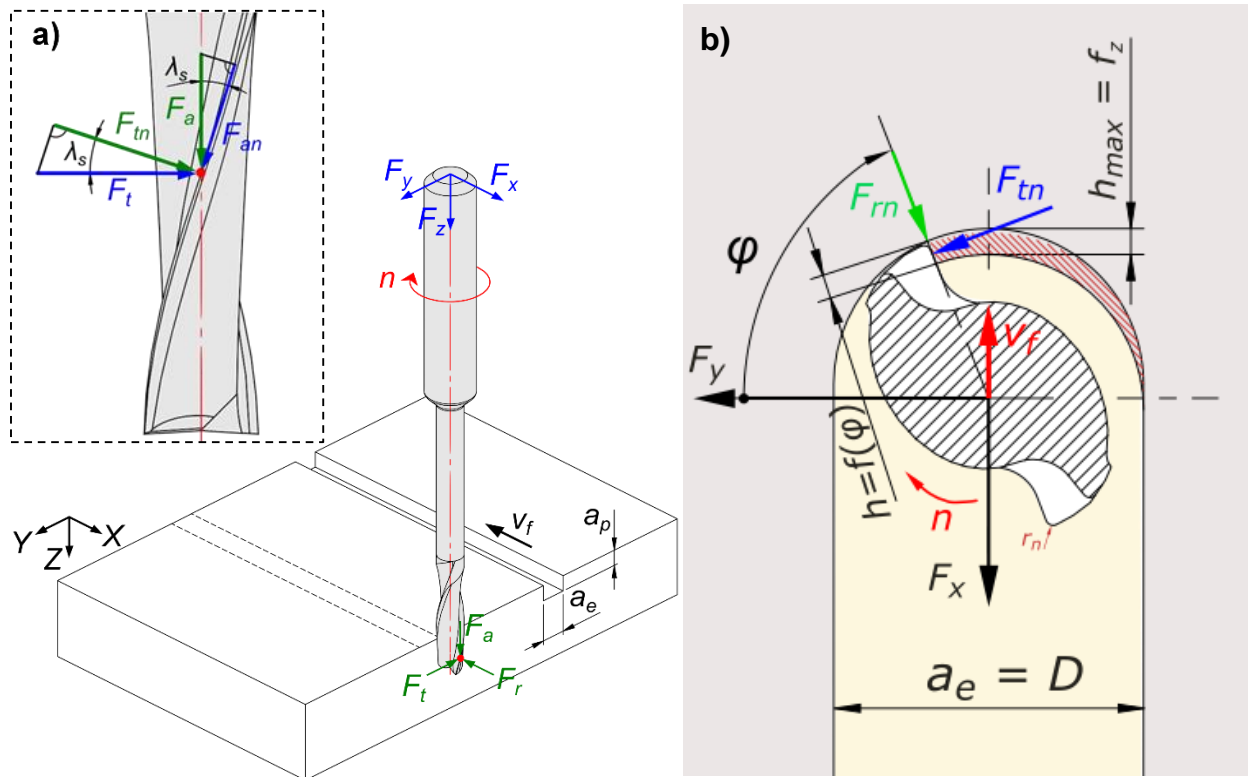 a)
λs
Fa
Ftn
λs
Fan
Ft
Fy
Fx
Fz
n
vf
ap
Y
X
Z
ae
Fa
Ft
Fr
b)
hmax = fz
Frn
Ftn
φ
vf
Fy
h=f(φ)
n
rn
Fx
ae = D